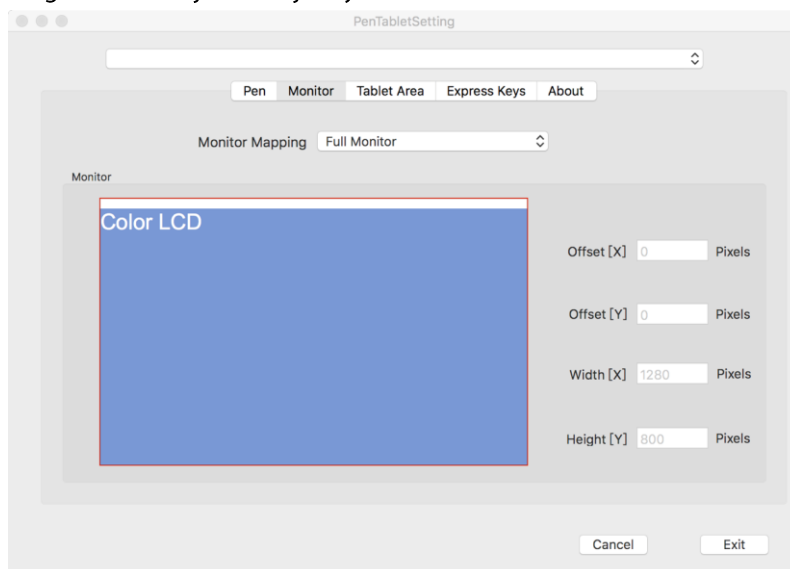 PenTabletSetting
Pen Monitor Tablet Area Express Keys About
Monitor Mapping Full Monitor
Monitor
Color LCD
Offset [X] 0 Pixels
Offset [Y] 0 Pixels
Width [X] 1280 Pixels
Height [Y] 800 Pixels
Cancel Exit